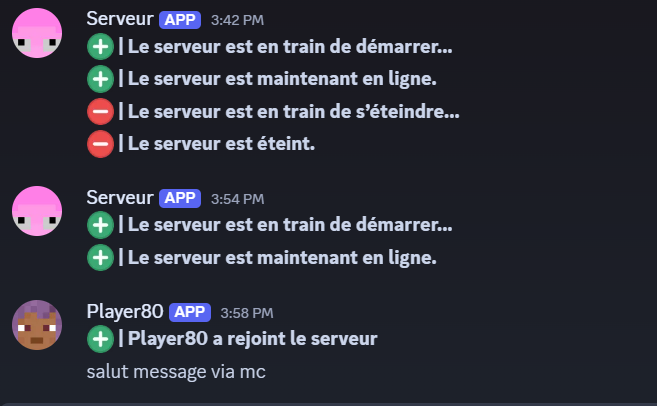 Serveur APP 3:42 PM
| Le serveur est en train de démarrer...
| Le serveur est maintenant en ligne.
| Le serveur est en train de s’éteindre...
| Le serveur est éteint.
Serveur APP 3:54 PM
| Le serveur est en train de démarrer...
| Le serveur est maintenant en ligne.
Player80 APP 3:58 PM
| Player80 a rejoint le serveur
salut message via mc